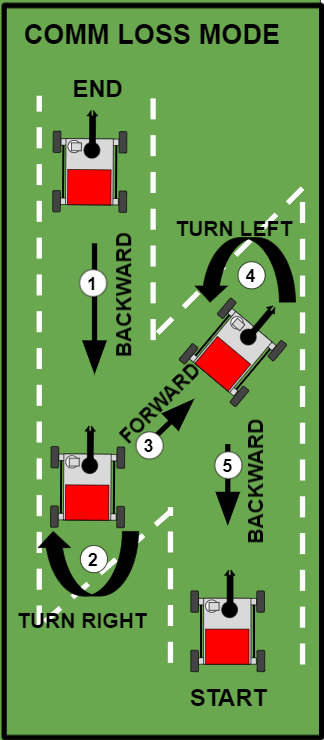 COMM LOSS MODE
END
TURN LEFT
1
BACKWARD
4
FORWARD
3
5
BACKWARD
2
TURN RIGHT
START